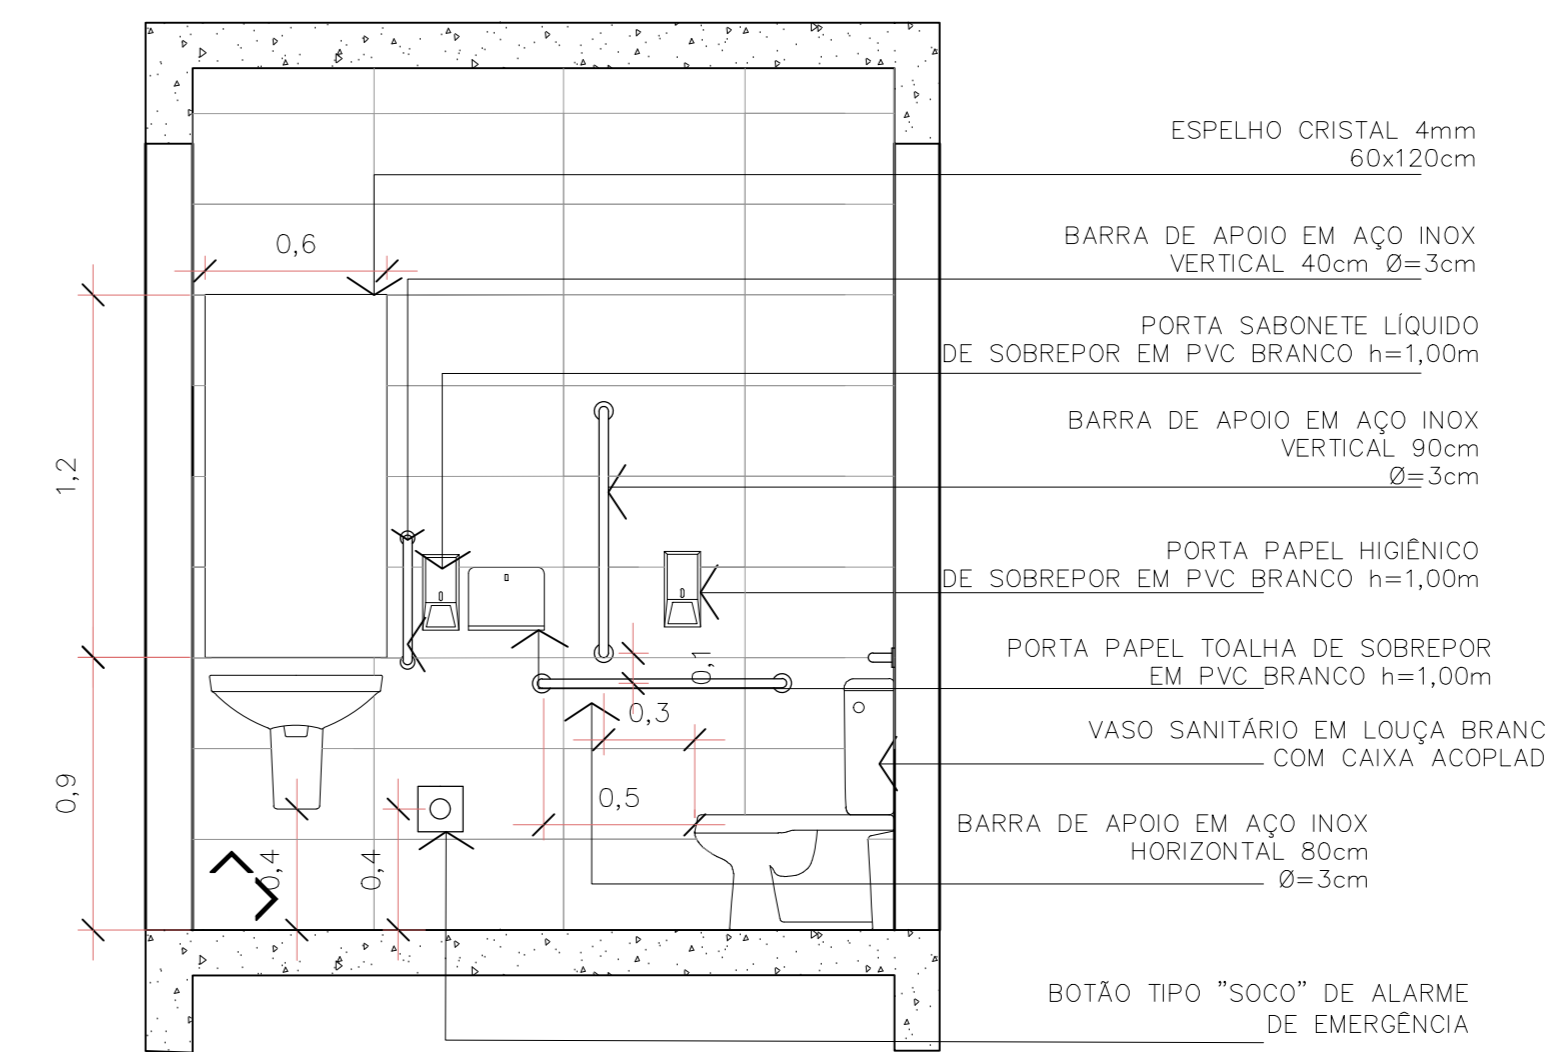 ESPELHO CRISTAL 4mm
60x120cm
BARRA DE APOIO EM AÇO INOX
VERTICAL 40cm Ø=3cm
0,6
PORTA SABONETE LÍQUIDO
DE SOBREPOR EM PVC BRANCO h=1,00m
BARRA DE APOIO EM AÇO INOX
VERTICAL 90cm
Ø=3cm
1,2
PORTA PAPEL HIGIÊNICO
DE SOBREPOR EM PVC BRANCO h=1,00m
PORTA PAPEL TOALHA DE SOBREPOR
EM PVC BRANCO h=1,00m
0,1
0,3
VASO SANITÁRIO EM LOUÇA BRANC
COM CAIXA ACOPLAD
0,9
0,5
BARRA DE APOIO EM AÇO INOX
HORIZONTAL 80cm
Ø=3cm
0,4
0,4
BOTÃO TIPO "SOCO" DE ALARME
DE EMERGÊNCIA